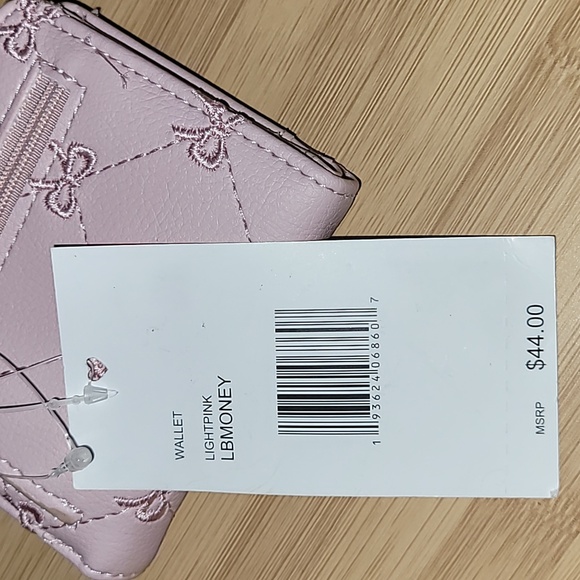 WALLET
LIGHTPINK
LBMONEY
1 93624 06860 7
MSRP $44.00